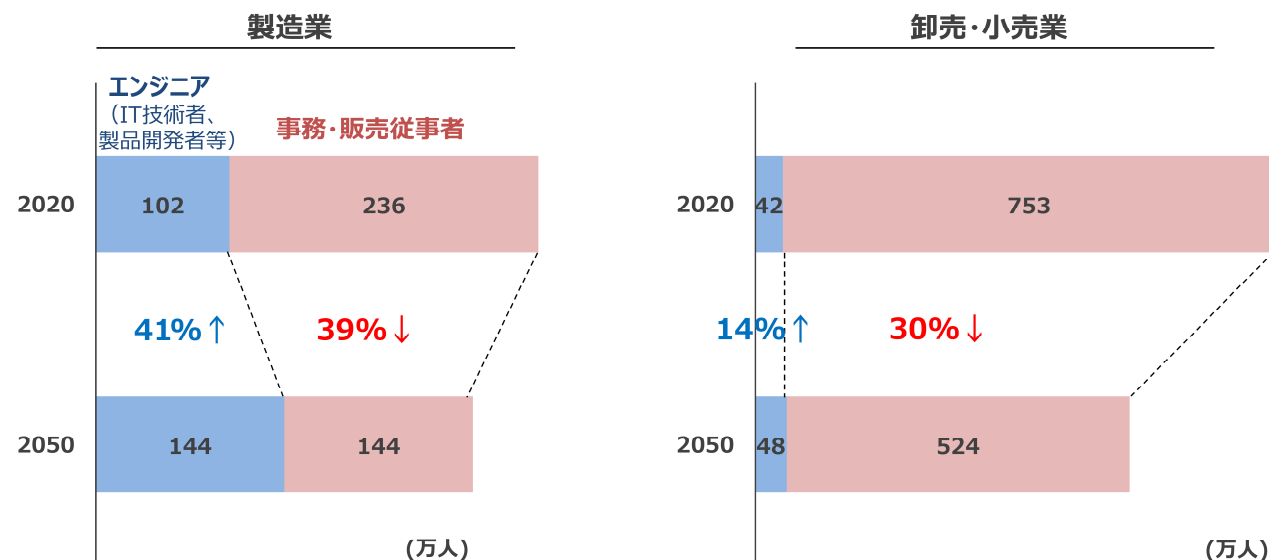 製造業
エンジニア
（IT技術者、
製品開発者等）
事務・販売従事者
2020
102
236
41%↑
39%↓
2050
144
144
(万人)
卸売・小売業
2020
42
753
14%↑
30%↓
2050
48
524
(万人)